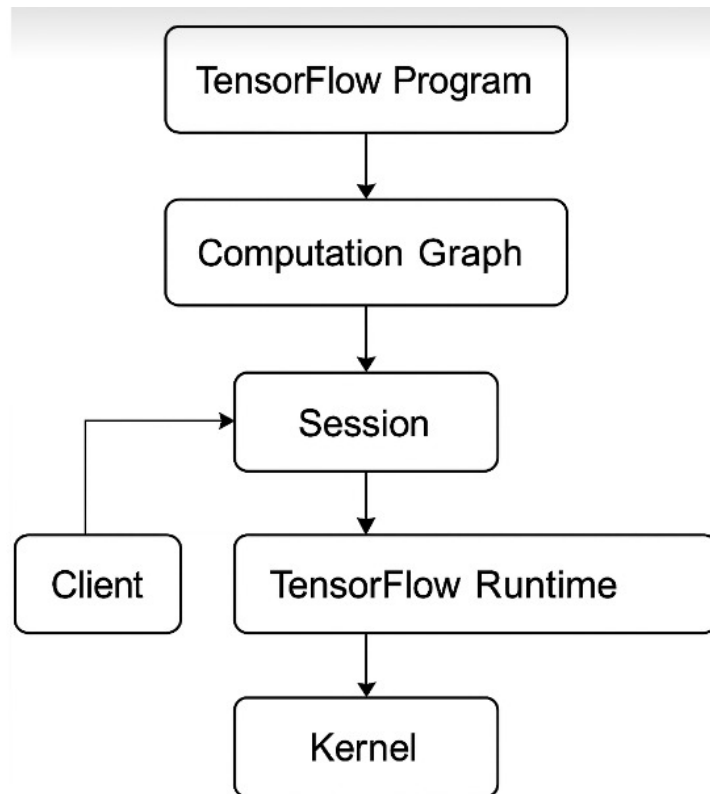 TensorFlow Program
Computation Graph
Session
Client
TensorFlow Runtime
Kernel